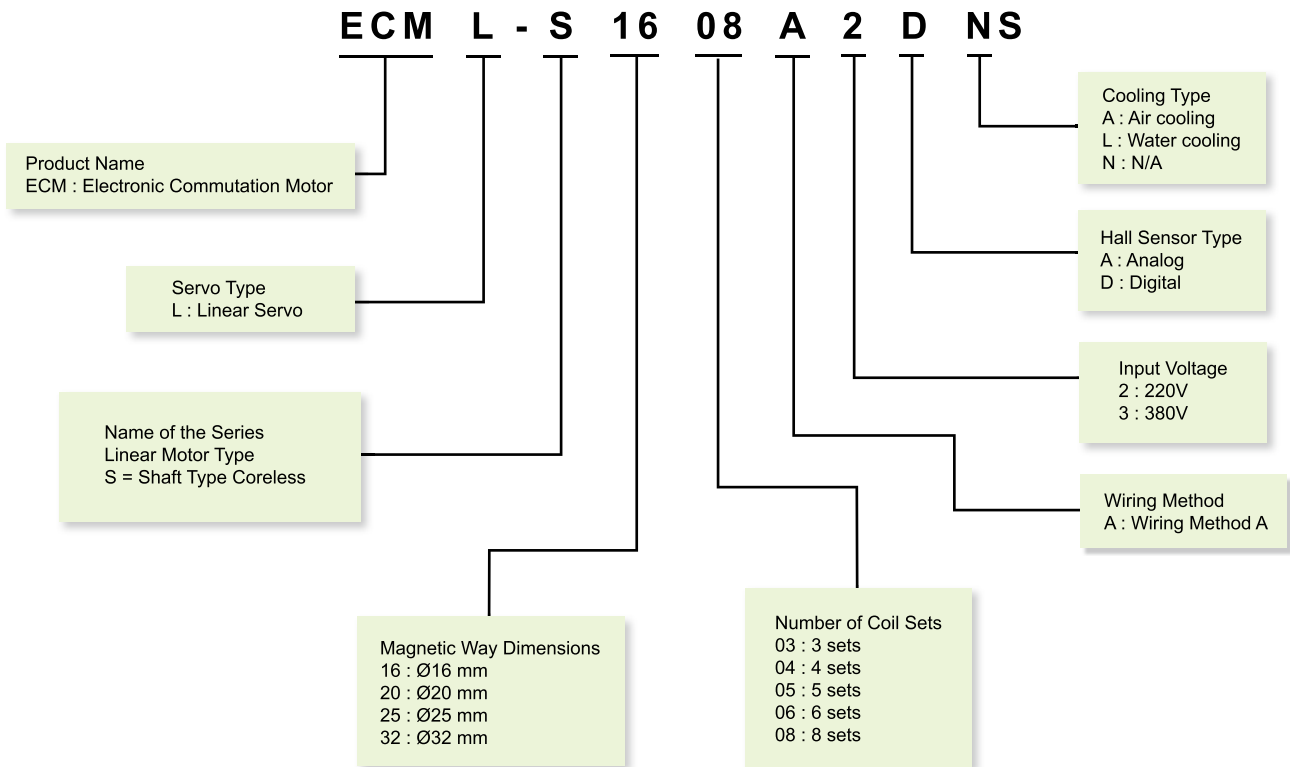 ECM L - S 16 08 A 2 D NS
Cooling Type
A : Air cooling
L : Water cooling
N : N/A
Product Name
ECM : Electronic Commutation Motor
Hall Sensor Type
A : Analog
D : Digital
Servo Type
L : Linear Servo
Input Voltage
2 : 220V
3 : 380V
Name of the Series
Linear Motor Type
S = Shaft Type Coreless
Wiring Method
A : Wiring Method A
Magnetic Way Dimensions
16 : Ø16 mm
20 : Ø20 mm
25 : Ø25 mm
32 : Ø32 mm
Number of Coil Sets
03 : 3 sets
04 : 4 sets
05 : 5 sets
06 : 6 sets
08 : 8 sets